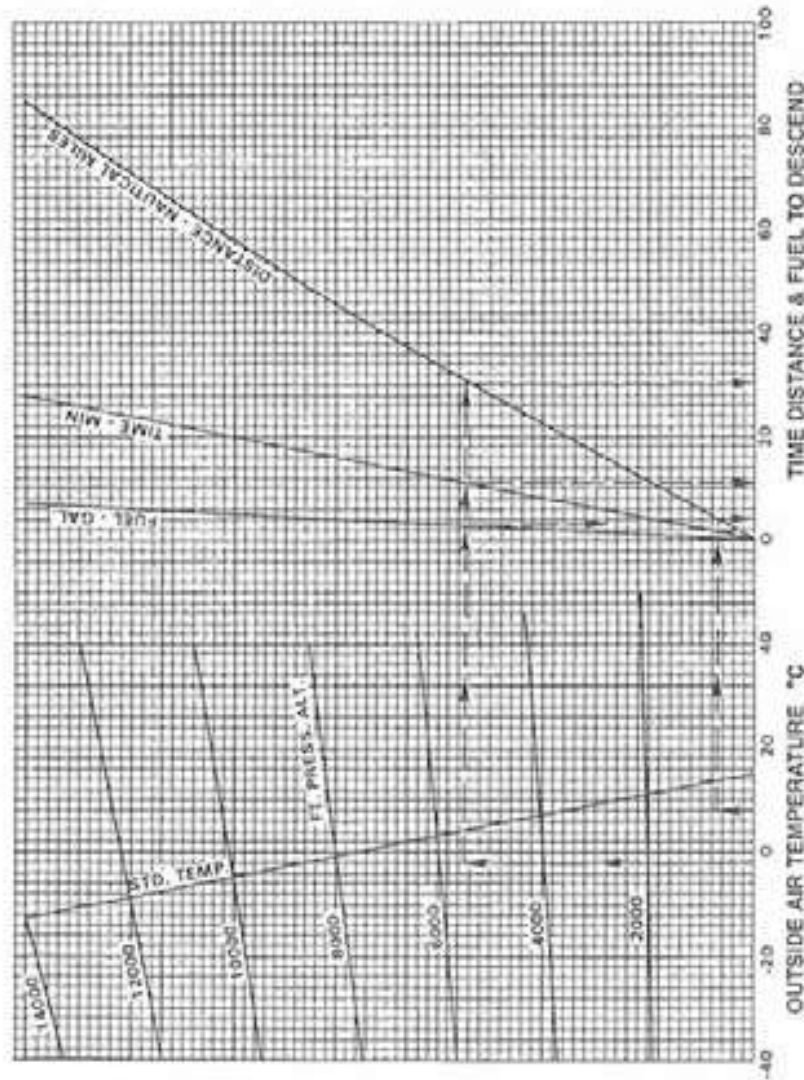 DISTANCE - NAUTICAL MILES
TIME - MIN
FUEL - GAL
FT. PRESS. ALT.
STD. TEMP.
14000
12000
10000
8000
6000
4000
2000
-40
-20
0
20
40
0
20
40
60
80
100
OUTSIDE AIR TEMPERATURE °C
TIME DISTANCE & FUEL TO DESCEND